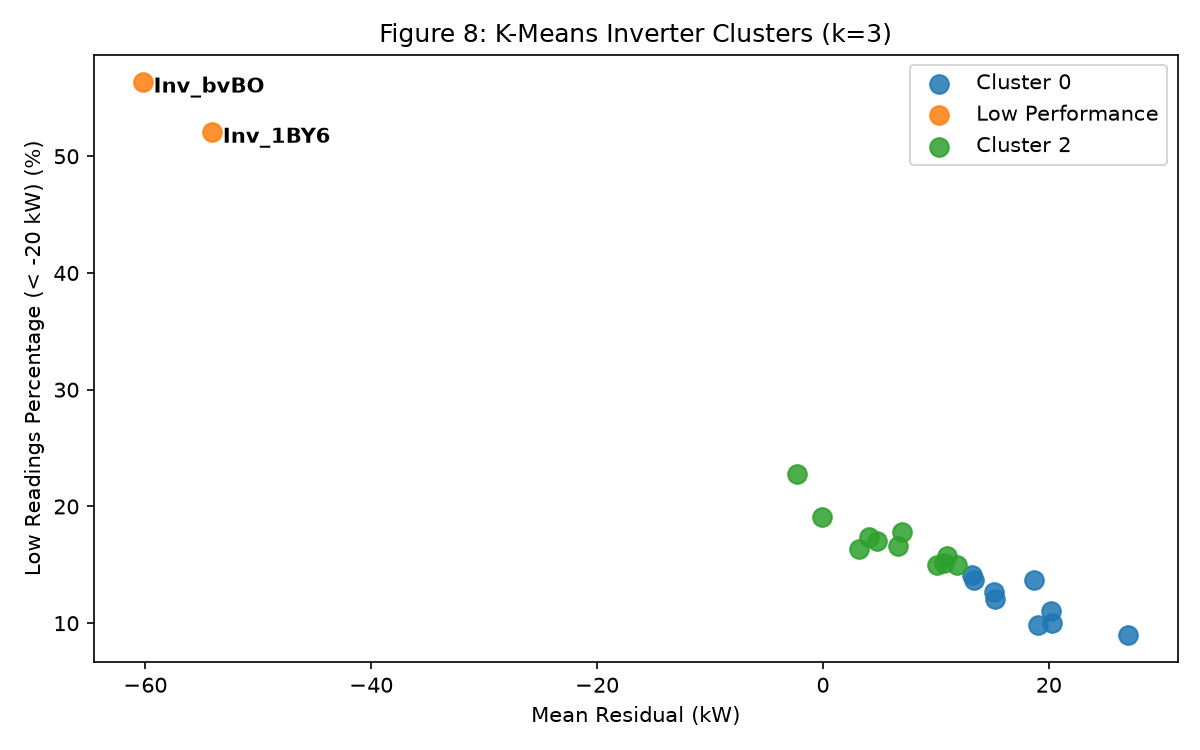 Figure 8: K-Means Inverter Clusters (k=3)
Inv_bvBO
Inv_1BY6
Cluster 0
Low Performance
Cluster 2
Low Readings Percentage (< -20 kW) (%)
50
40
30
20
10
−60
−40
−20
0
20
Mean Residual (kW)